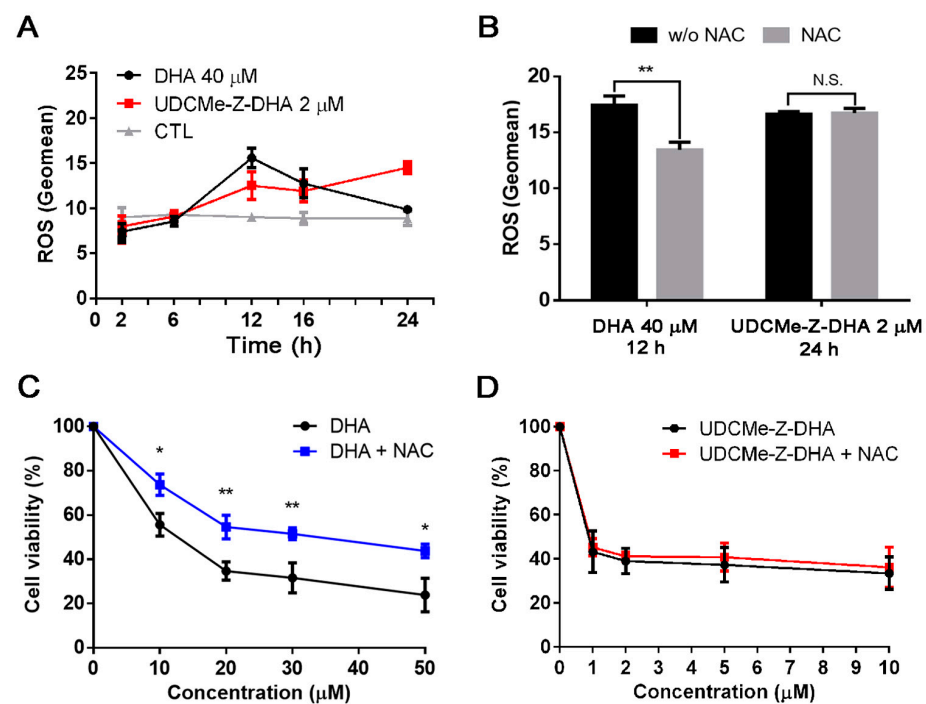 A
DHA 40 μM
UDCMe-Z-DHA 2 μM
CTL
ROS (Geomean)
25
20
15
10
5
0
0 2 6 12 16 24
Time (h)
B
w/o NAC NAC
ROS (Geomean)
20
15
10
5
0
**
N.S.
DHA 40 μM
12 h
UDCMe-Z-DHA 2 μM
24 h
C
DHA
DHA + NAC
Cell viability (%)
100
80
60
40
20
0
*
**
**
*
0 10 20 30 40 50
Concentration (μM)
D
UDCMe-Z-DHA
UDCMe-Z-DHA + NAC
Cell viability (%)
100
80
60
40
20
0
0 1 2 3 4 5 6 7 8 9 10
Concentration (μM)